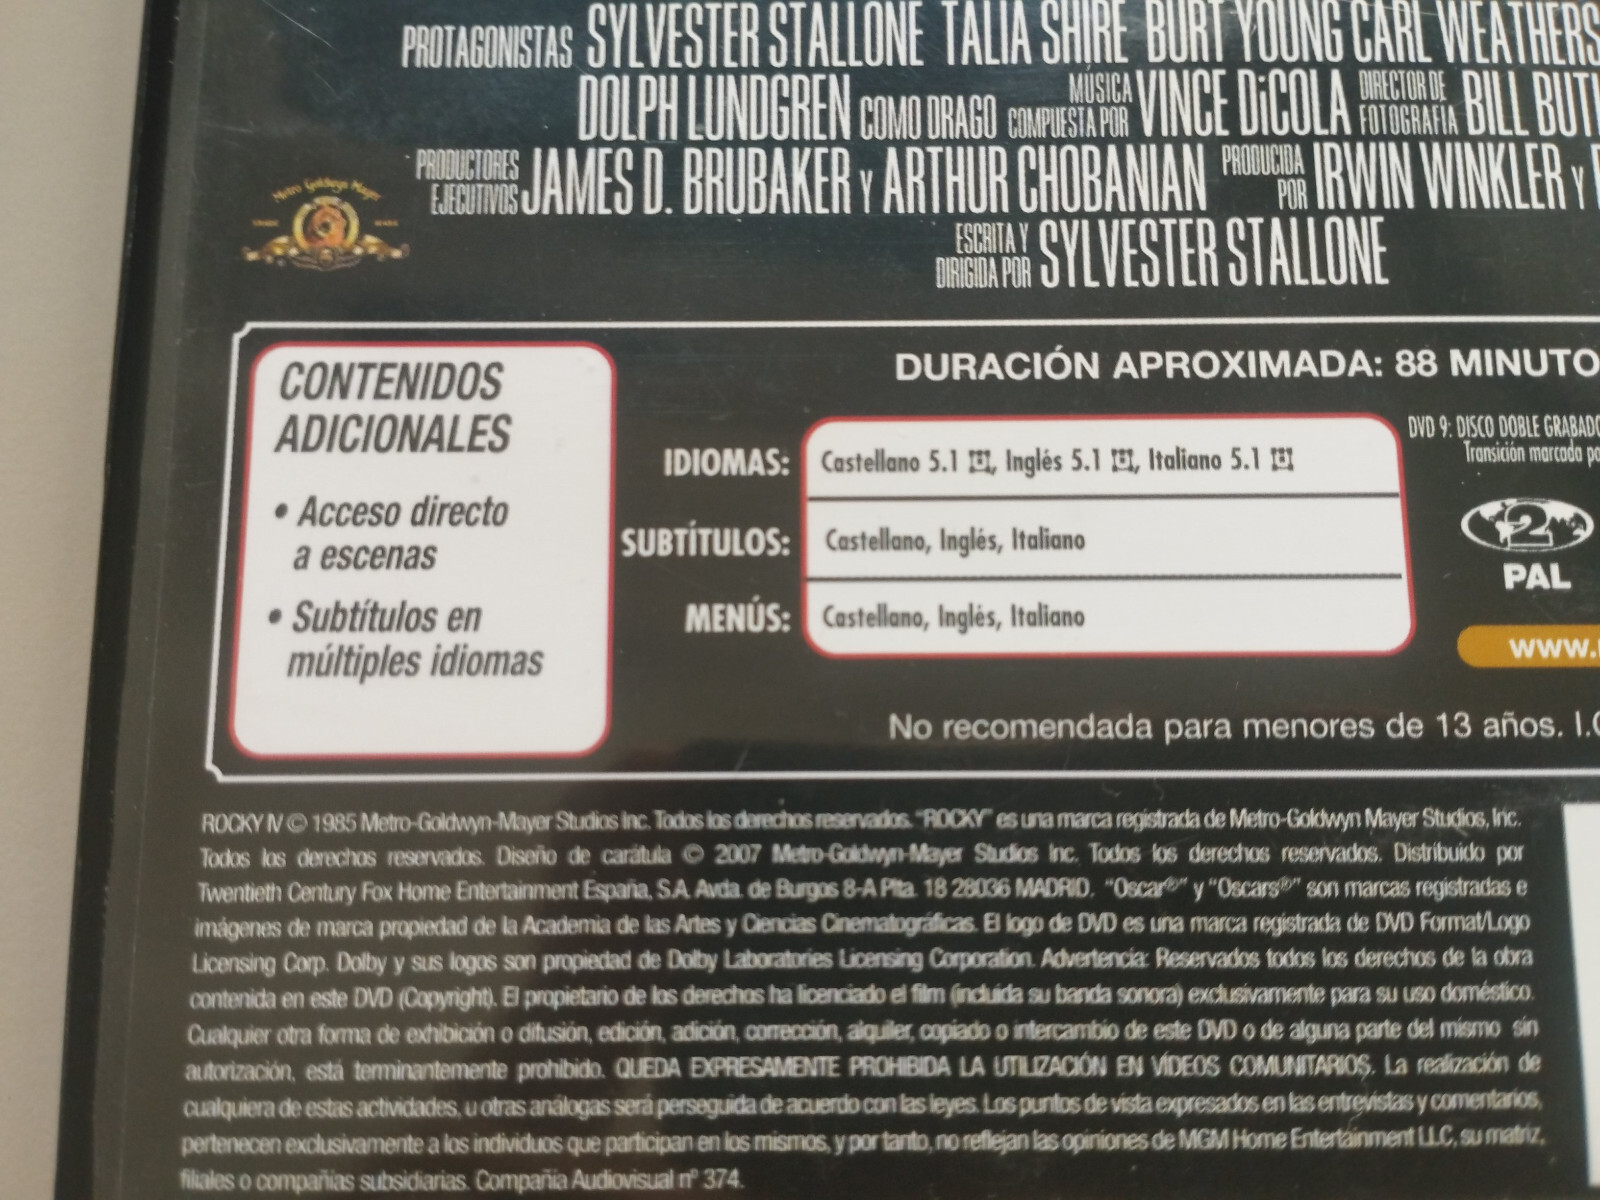 PROTAGONISTAS SYLVESTER STALLONE TALIA SHIRE BURT YOUNG CARL WEATHERS
DOLPH LUNDGREN COMO DRAGO MÚSICA COMPUESTA POR VINCE DiCOLA DIRECTOR DE FOTOGRAFÍA BILL BUT
PRODUCTORES EJECUTIVOS JAMES D. BRUBAKER Y ARTHUR CHOBANIAN PRODUCIDA POR IRWIN WINKLER Y
Metro Goldwyn Mayer
ESCRITA Y DIRIGIDA POR SYLVESTER STALLONE
CONTENIDOS
ADICIONALES
• Acceso directo
a escenas
• Subtítulos en
múltiples idiomas
DURACIÓN APROXIMADA: 88 MINUTO
IDIOMAS: Castellano 5.1, Inglés 5.1, Italiano 5.1
SUBTÍTULOS: Castellano, Inglés, Italiano
MENÚS: Castellano, Inglés, Italiano
DVD 9: DISCO DOBLE GRABADO
Transición marcada po
2
PAL
www.
No recomendada para menores de 13 años. I.
ROCKY IV © 1985 Metro-Goldwyn-Mayer Studios Inc. Todos los derechos reservados. "ROCKY" es una marca registrada de Metro-Goldwyn Mayer Studios, Inc.
Todos los derechos reservados. Diseño de carátula © 2007 Metro-Goldwyn-Mayer Studios Inc. Todos los derechos reservados. Distribuido por
Twentieth Century Fox Home Entertainment España, S.A. Avda. de Burgos 8-A Plta. 18 28036 MADRID. "Oscar®" y "Oscars®" son marcas registradas e
imágenes de marca propiedad de la Academia de las Artes y Ciencias Cinematográficas. El logo de DVD es una marca registrada de DVD Format/Logo
Licensing Corp. Dolby y sus logos son propiedad de Dolby Laboratories Licensing Corporation. Advertencia: Reservados todos los derechos de la obra
contenida en este DVD (Copyright). El propietario de los derechos ha licenciado el film (incluida su banda sonora) exclusivamente para su uso doméstico.
Cualquier otra forma de exhibición o difusión, edición, adición, corrección, alquiler, copiado o intercambio de este DVD o de alguna parte del mismo sin
autorización, está terminantemente prohibido. QUEDA EXPRESAMENTE PROHIBIDA LA UTILIZACIÓN EN VÍDEOS COMUNITARIOS. La realización de
cualquiera de estas actividades, u otras análogas será perseguida de acuerdo con las leyes. Los puntos de vista expresados en las entrevistas y comentarios,
pertenecen exclusivamente a los individuos que participan en los mismos, y por tanto, no reflejan las opiniones de MGM Home Entertainment LLC, su matriz,
filiales o compañías subsidiarias. Compañía Audiovisual nº 374.